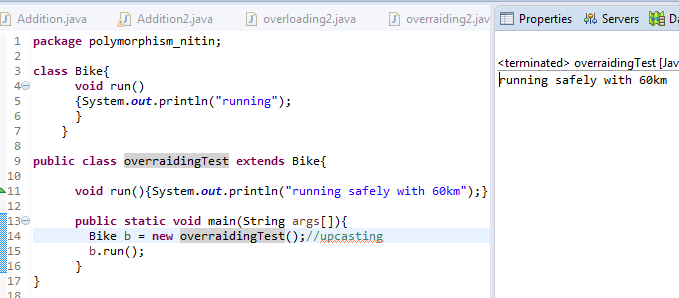 Addition.java
Addition2.java
overloading2.java
overraiding2.jav
Properties
Servers
<terminated> overraidingTest [Jav
running safely with 60km
1 package polymorphism_nitin;
2
3 class Bike{
4 void run()
5 {System.out.println("running");
6 }
7 }
8
9 public class overraidingTest extends Bike{
10
11 void run(){System.out.println("running safely with 60km");}
12
13 public static void main(String args[]){
14 Bike b = new overraidingTest();//upcasting
15 b.run();
16 }
17 }
18